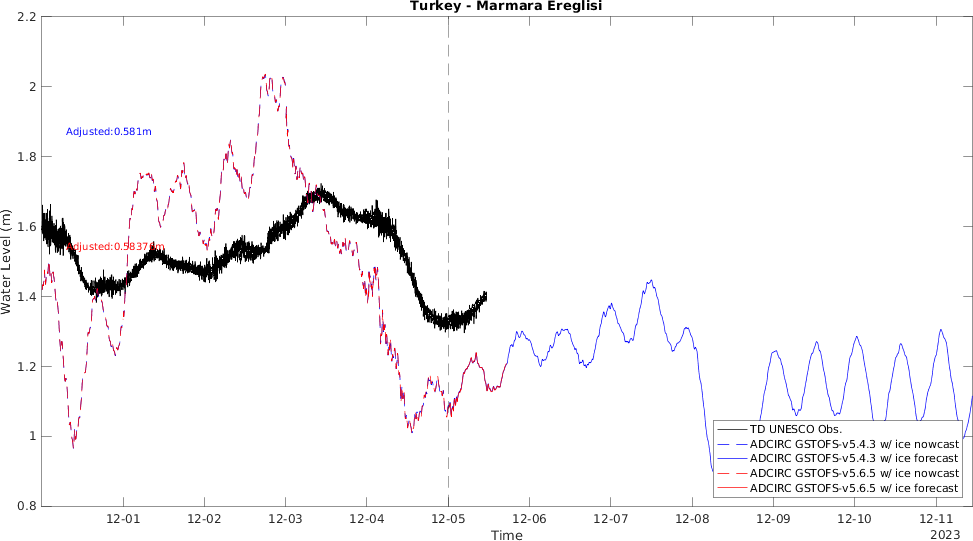 Turkey - Marmara Ereglisi
2.2
2
1.8
1.6
1.4
1.2
1
0.8
Water Level (m)
Adjusted:0.581m
Adjusted:0.58376m
TD UNESCO Obs.
ADCIRC GSTOFS-v5.4.3 w/ ice nowcast
ADCIRC GSTOFS-v5.4.3 w/ ice forecast
ADCIRC GSTOFS-v5.6.5 w/ ice nowcast
ADCIRC GSTOFS-v5.6.5 w/ ice forecast
12-01 12-02 12-03 12-04 12-05 12-06 12-07 12-08 12-09 12-10 12-11
2023
Time